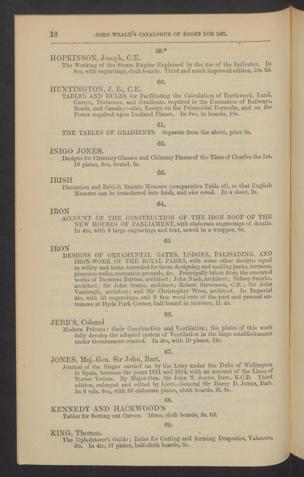 12 JOHN WEALE'S CATALOGUE OF BOOKS FOR 1861.
59.*
HOPKINSON, Joseph, C.E.
The Working of the Steam Engine Explained by the use of the Indicator. In
8vo, with engravings, cloth boards. Third and much improved edition, 10s. 6d.
60.
HUNTINGTON, J. B., C.E.
TABLES AND RULES for Facilitating the Calculation of Earthwork, Land,
Curves, Distances, and Gradients, required in the Formation of Railways,
Roads, and Canals;—also, Essays on the Prismoidal Formula, and on the
Power required upon Inclined Planes. In 8vo, in boards,
61.
THE TABLES OF GRADIENTS. Separate from the above, price 3s.
62.
INIGO JONES.
Designs for Chimney Glasses and Chimney Pieces of the Time of Charles the 1st.
10 plates, 8vo, bound, 5s.
63.
IRISH
Plantation and British Statute Measure (comparative Table of), so that English
Measure can be transferred into Irish, and vice versâ. In a sheet, 2s.
64.
IRON
ACCOUNT OF THE CONSTRUCTION OF THE IRON ROOF OF THE
NEW HOUSES OF PARLIAMENT, with elaborate engravings of details.
In 4to, with 8 large engravings and text, sewed in a wrapper, 8s.
65
IRON
DESIGNS OF ORNAMENTAL GATES, LODGES, PALISADING, AND
IRON-WORK OF THE ROYAL PARKS, with some other designs equal
in utility and taste, intended for those designing and making parks, terraces,
pleasure-walks, recreative grounds, &c. Principally taken from the executed
works of Decimus Burton, architect; John Nash, architect; Sidney Smirke,
architect; Sir John Soane, architect; Robert Stevenson, C.E.; Sir John
Vanbrugh, architect; and Sir Christopher Wren, architect. In Imperial
4to, with 50 engravings, and 2 fine wood-cuts of the past and present en-
trances at Hyde Park Corner, half-bound in morocco,
66.
JEBB'S, Colonel
Modern Prisons: their Construction and Ventilation; the plates of this work
fully develop the adopted system of Ventilation in the large establishments
under Government control. In 4to, with 10 plates, 12s.
67.
JONES, Maj.-Gen. Sir John, Bart.
Journal of the Sieges carried on by the Army under the Duke of Wellington
in Spain, between the years 1811 and 1814, with an account of the Lines of
Torres Vedras. By Major-Gen. Sir John T. Jones, Bart., K.C.B. Third
edition, enlarged and edited by Lieut.-General Sir Harry D. Jones, Bart.
In 3 vols. 8vo, with 26 elaborate plates, cloth boards,
68.
KENNEDY AND HACKWOOD'S
Tables for Setting out Curves. 16mo, cloth boards, 2s. 6d.
69.
KING, Thomas.
The Upholsterer's Guide; Rules for Cutting and forming Draperies, Valances,
&c. In 4to, 37 plates, half-cloth boards, 9s.